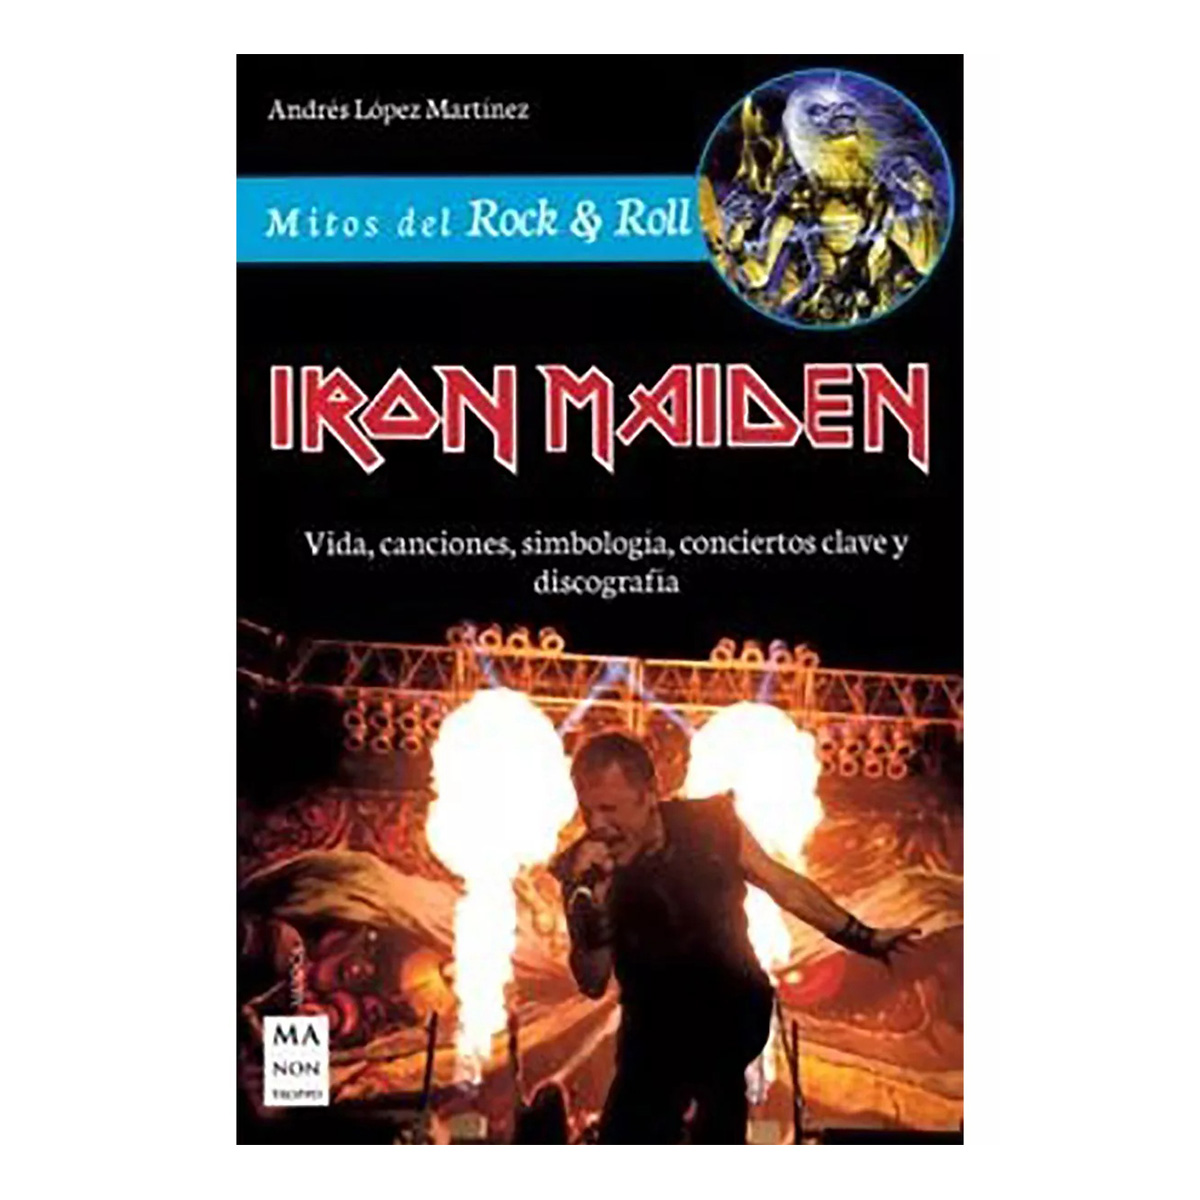 Andrés López Martínez
Mitos del Rock & Roll
IRON MAIDEN
Vida, canciones, simbología, conciertos clave y
discografía
MA
NON
TROPPO